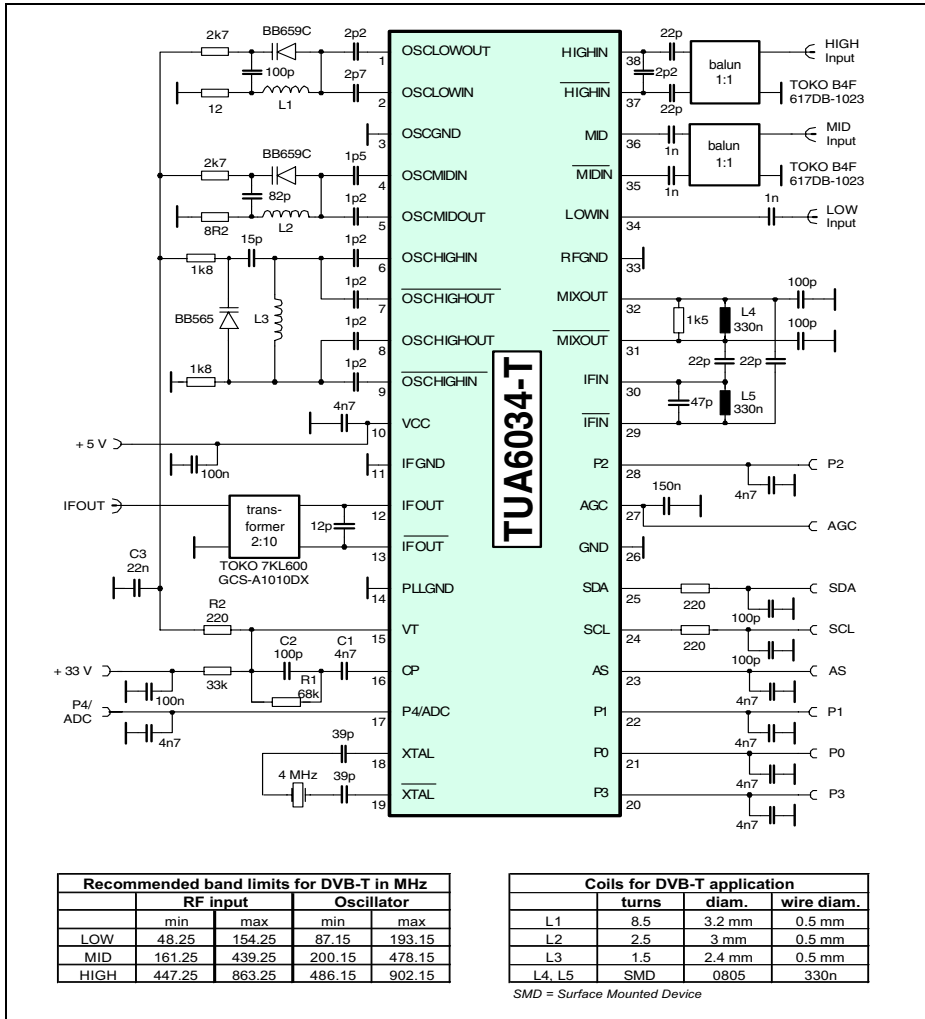 2k7
BB659C
2p2
1
OSCLOWOUT
100p
2p7
12
L1
2
OSCLOWIN
3
OSCGND
2k7
BB659C
1p5
4
OSCMIDIN
82p
1p2
8R2
L2
5
OSCMIDOUT
15p
1p2
1k8
6
OSCHIGHIN
1p2
7
OSCHIGHOUT
BB565
L3
1p2
8
OSCHIGHOUT
1k8
1p2
9
OSCHIGHIN
4n7
10
VCC
+ 5 V
100n
11
IFGND
IFOUT
trans-
former
2:10
12p
12
IFOUT
13
IFOUT
TOKO 7KL600
GCS-A1010DX
C3
22n
14
PLLGND
R2
220
15
VT
C2
100p
C1
4n7
+ 33 V
33k
R1
68k
16
CP
100n
P4/
ADC
17
P4/ADC
4n7
39p
18
XTAL
4 MHz
39p
19
XTAL
TUA6034-T
HIGHIN
38
22p
2p2
balun
1:1
HIGH
Input
HIGHIN
37
22p
TOKO B4F
617DB-1023
MID
36
1n
balun
1:1
MID
Input
MIDIN
35
1n
TOKO B4F
617DB-1023
LOWIN
34
1n
LOW
Input
RFGND
33
MIXOUT
32
100p
1k5
L4
330n
MIXOUT
31
100p
22p
22p
IFIN
30
47p
L5
330n
IFIN
29
P2
28
4n7
P2
AGC
27
150n
AGC
GND
26
SDA
25
220
100p
SDA
SCL
24
220
100p
SCL
AS
23
4n7
AS
P1
22
4n7
P1
P0
21
4n7
P0
P3
20
4n7
P3
Recommended band limits for DVB-T in MHz
RF input Oscillator
min max min max
LOW 48.25 154.25 87.15 193.15
MID 161.25 439.25 200.15 478.15
HIGH 447.25 863.25 486.15 902.15
Coils for DVB-T application
turns diam. wire diam.
L1 8.5 3.2 mm 0.5 mm
L2 2.5 3 mm 0.5 mm
L3 1.5 2.4 mm 0.5 mm
L4, L5 SMD 0805 330n
SMD = Surface Mounted Device